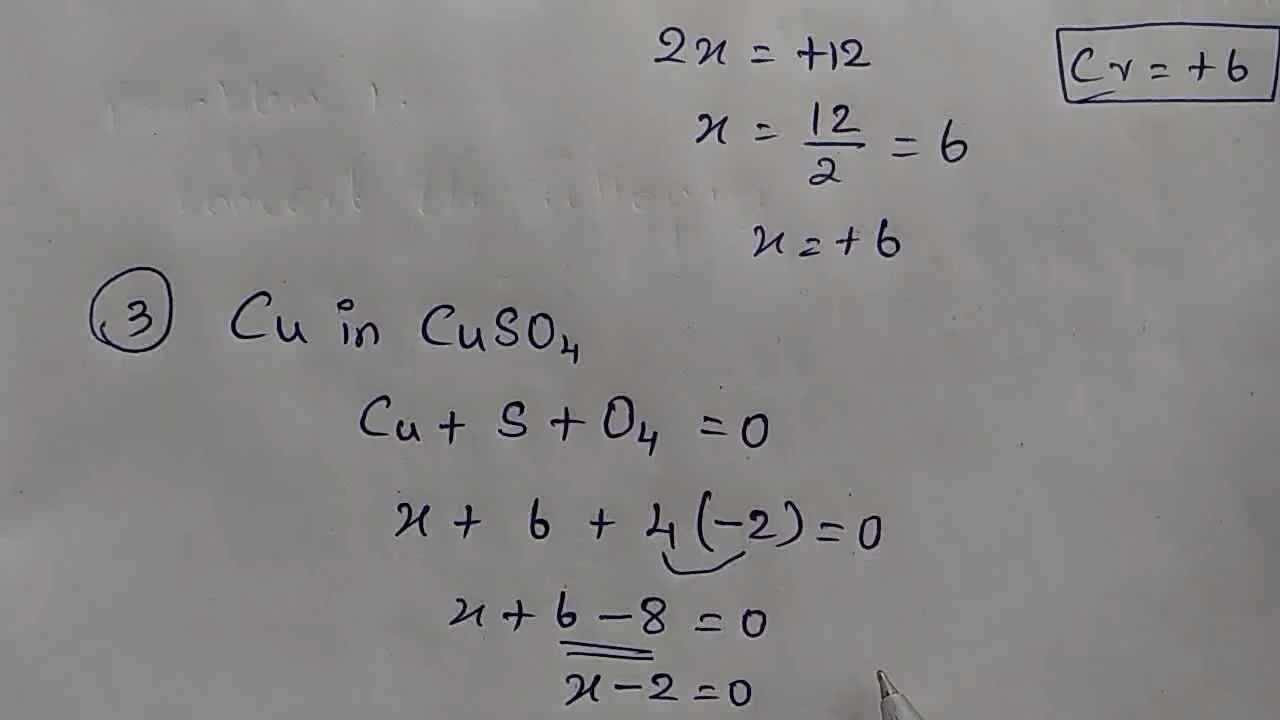 2x = +12
Cr = +6
x = 12/2 = 6
x = +6
3 Cu in CuSO₄
Cu + S + O₄ = 0
x + 6 + 4(-2) = 0
x + 6 - 8 = 0
x - 2 = 0